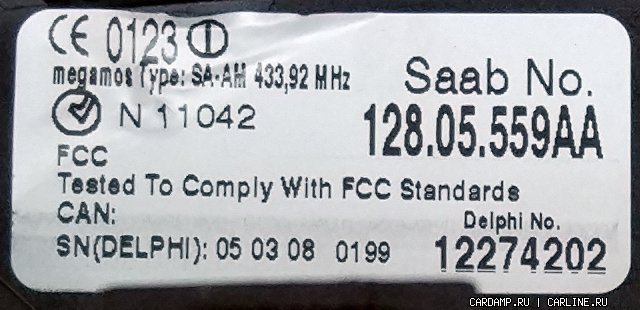 CE 0123
megamos Type: SA-AM 433,92 MHz
Saab No.
N 11042
128.05.559AA
FCC
Tested To Comply With FCC Standards
CAN:
Delphi No.
SN(DELPHI): 05 03 08 0199
12274202
CARDAMP.RU | CARLINE.RU